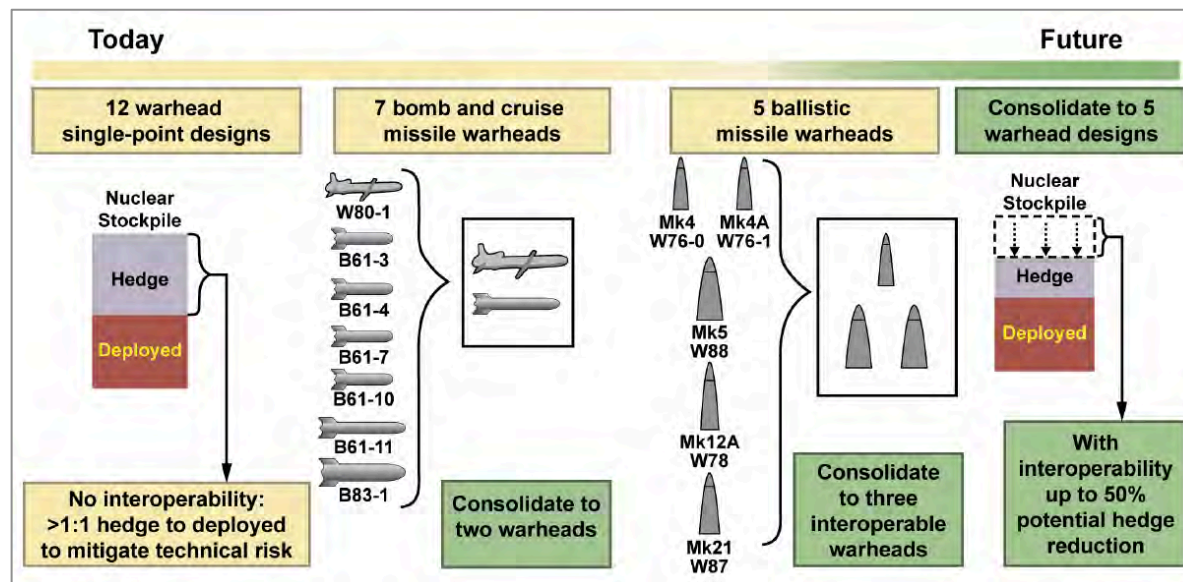 Today
Future
12 warhead
single-point designs
7 bomb and cruise
missile warheads
5 ballistic
missile warheads
Consolidate to 5
warhead designs
Nuclear
Stockpile
Hedge
Deployed
No interoperability:
>1:1 hedge to deployed
to mitigate technical risk
W80-1
B61-3
B61-4
B61-7
B61-10
B61-11
B83-1
Consolidate to
two warheads
Mk4
W76-0
Mk4A
W76-1
Mk5
W88
Mk12A
W78
Mk21
W87
Consolidate
to three
interoperable
warheads
Nuclear
Stockpile
Hedge
Deployed
With
interoperability
up to 50%
potential hedge
reduction